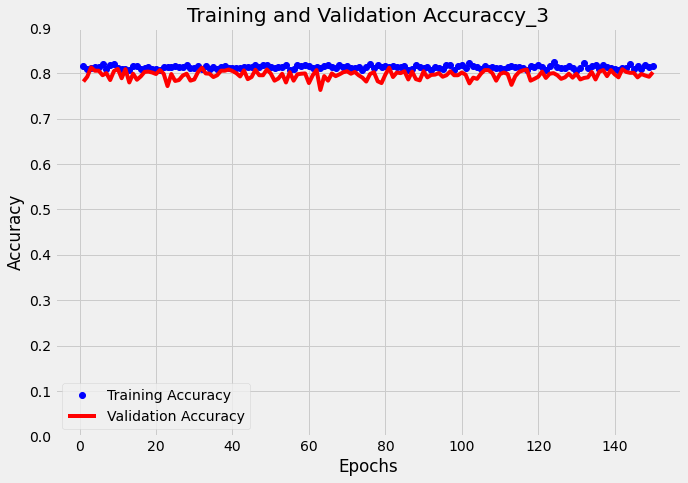 Training and Validation Accuraccy_3
0.9
0.8
0.7
0.6
0.5
0.4
0.3
0.2
0.1
0.0
Accuracy
Training Accuracy
Validation Accuracy
0 20 40 60 80 100 120 140
Epochs